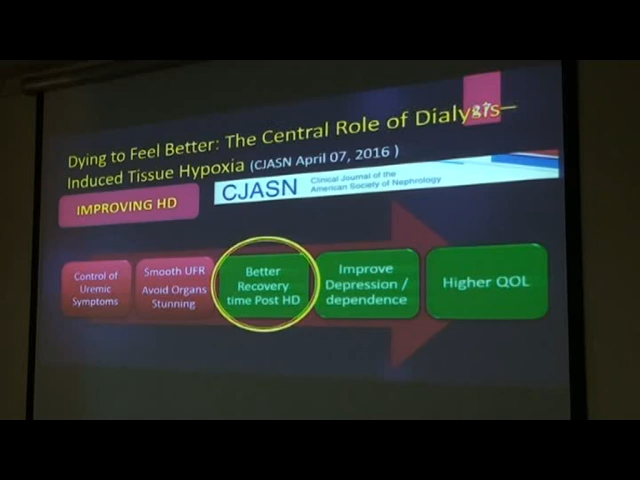 Dying to Feel Better: The Central Role of Dialysis–
Induced Tissue Hypoxia (CJASN April 07, 2016 )
CJASN
Clinical Journal of the
American Society of Nephrology
IMPROVING HD
Control of
Uremic
Symptoms
Smooth UFR
Avoid Organs
Stunning
Better
Recovery
time Post HD
Improve
Depression /
dependence
Higher QOL